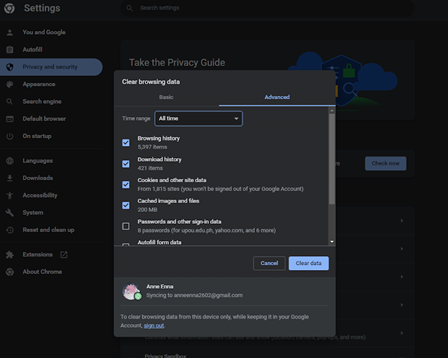 Settings
Search settings
You and Google
Autofill
Privacy and security
Appearance
Search engine
Default browser
On startup
Languages
Downloads
Accessibility
System
Reset and clean up
Extensions
About Chrome
Take the Privacy Guide
Check now
Clear browsing data
Basic
Advanced
Time range
All time
Browsing history
5,997 items
Download history
421 items
Cookies and other site data
From 1,815 sites (you won't be signed out of your Google Account)
Cached images and files
200 MB
Passwords and other sign-in data
8 passwords (for upou.edu.ph, yahoo.com, and 6 more)
Autofill form data
Cancel
Clear data
Anne Enna
Syncing to anneenna2602@gmail.com
To clear browsing data from this device only, while keeping it in your Google
Account, sign out.
Privacy Sandbox